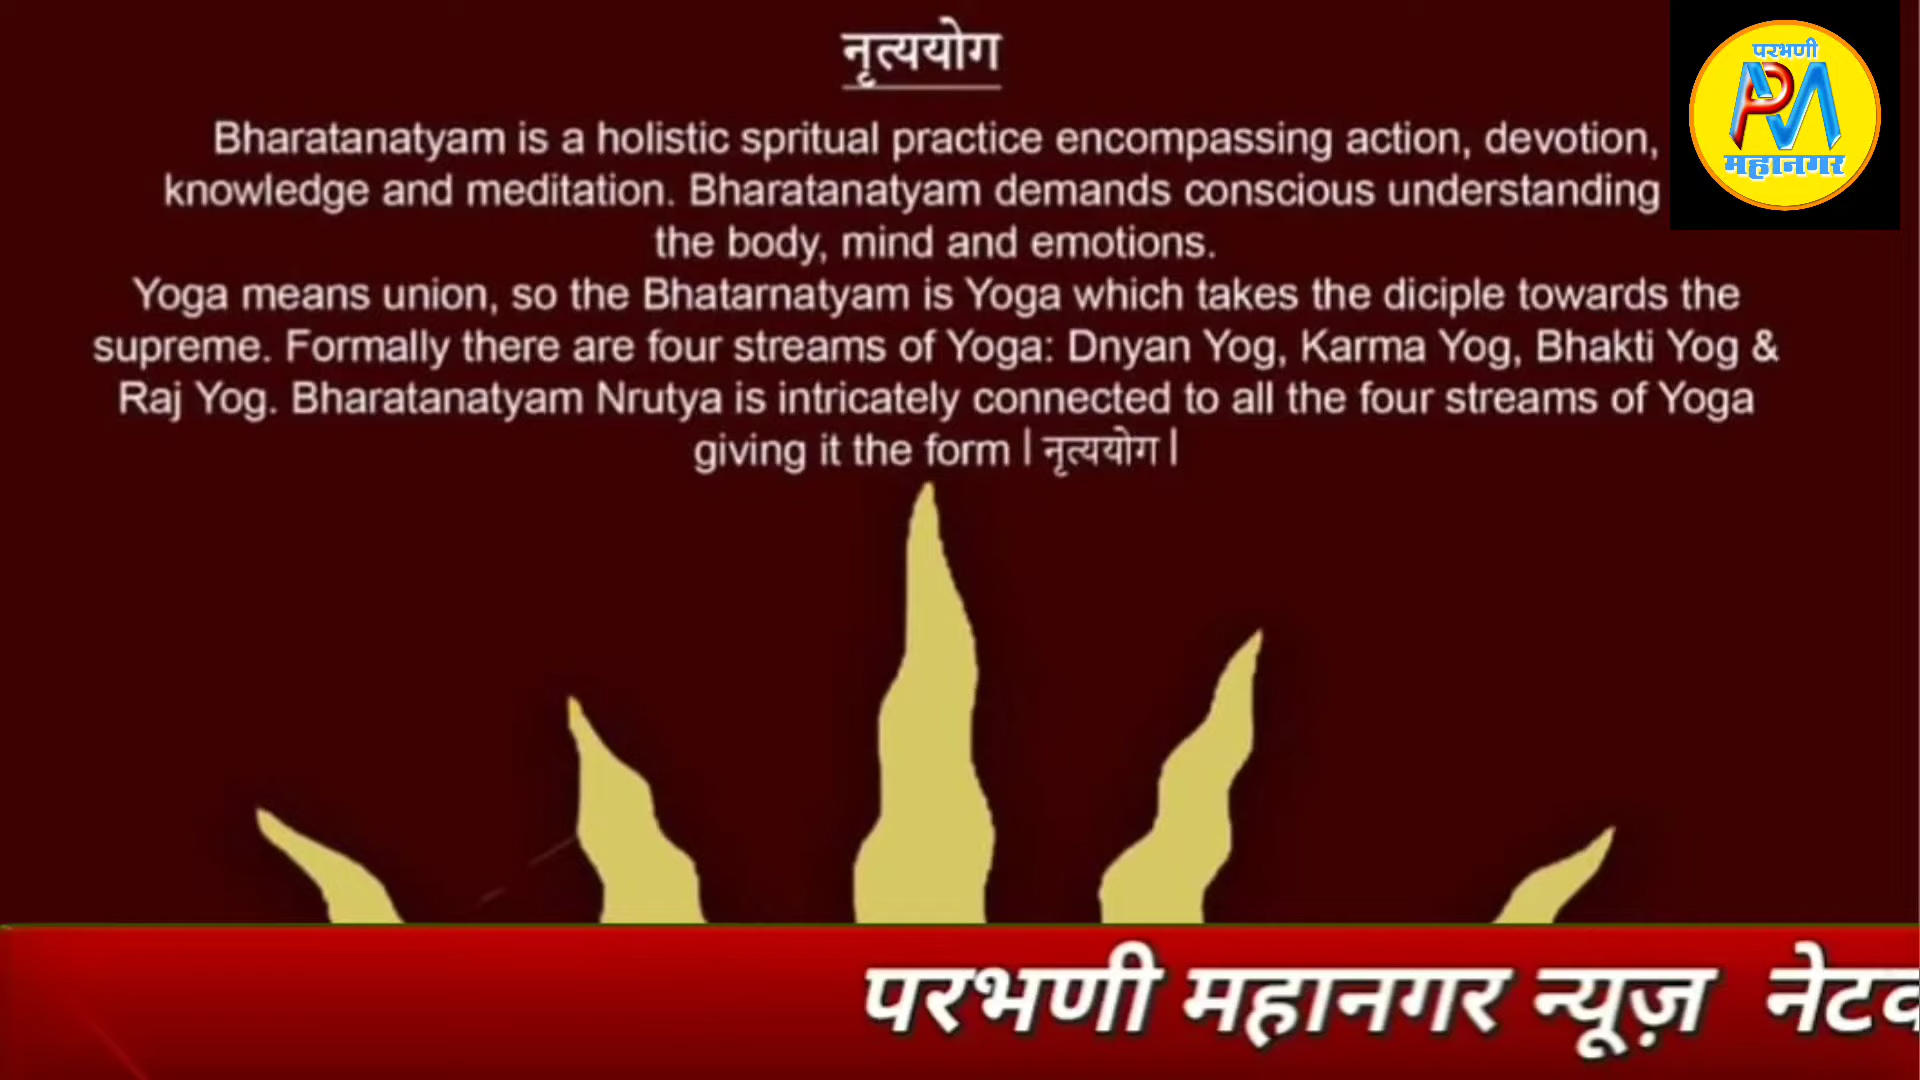 नृत्ययोग
Bharatanatyam is a holistic spritual practice encompassing action, devotion,
knowledge and meditation. Bharatanatyam demands conscious understanding
the body, mind and emotions.
Yoga means union, so the Bhatarnatyam is Yoga which takes the diciple towards the
supreme. Formally there are four streams of Yoga: Dnyan Yog, Karma Yog, Bhakti Yog &
Raj Yog. Bharatanatyam Nrutya is intricately connected to all the four streams of Yoga
giving it the form | नृत्ययोग |
परभणी
PM
महानगर
परभणी महानगर न्यूज़